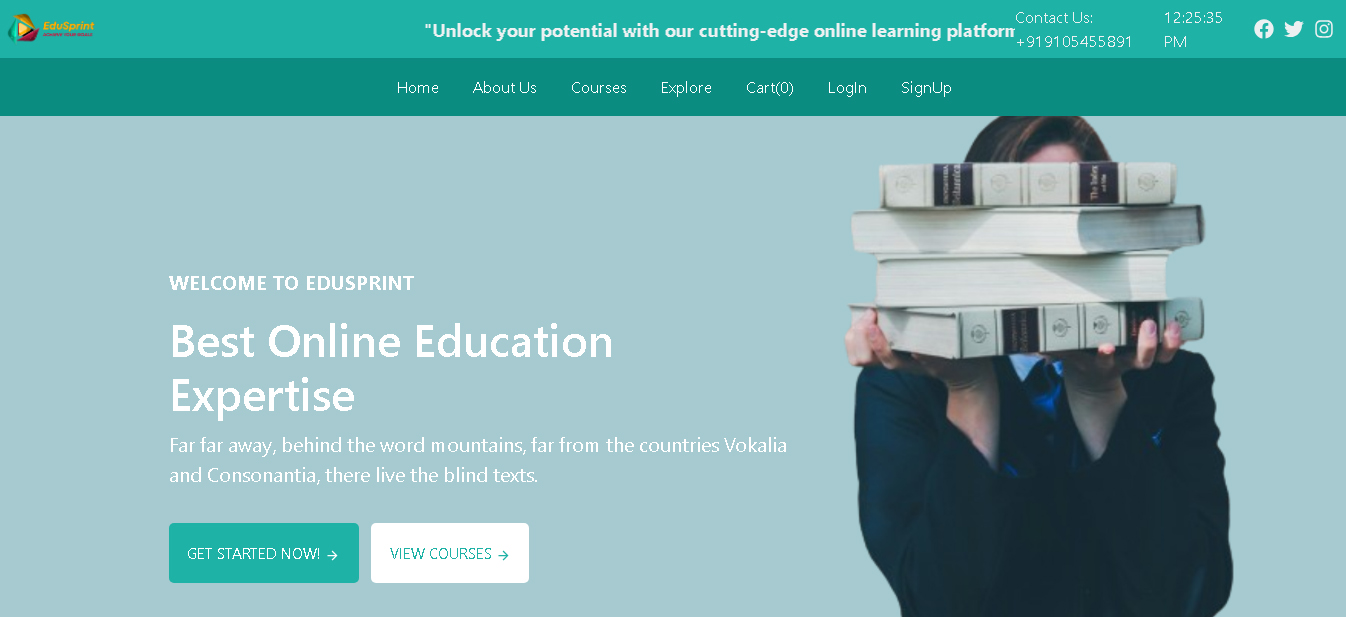 EduSprint
"Unlock your potential with our cutting-edge online learning platform
Contact Us:
+919105455891
12:25:35
PM
Home About Us Courses Explore Cart(0) LogIn SignUp
WELCOME TO EDUSPRINT
Best Online Education
Expertise
Far far away, behind the word mountains, far from the countries Vokalia
and Consonantia, there live the blind texts.
GET STARTED NOW! → VIEW COURSES →